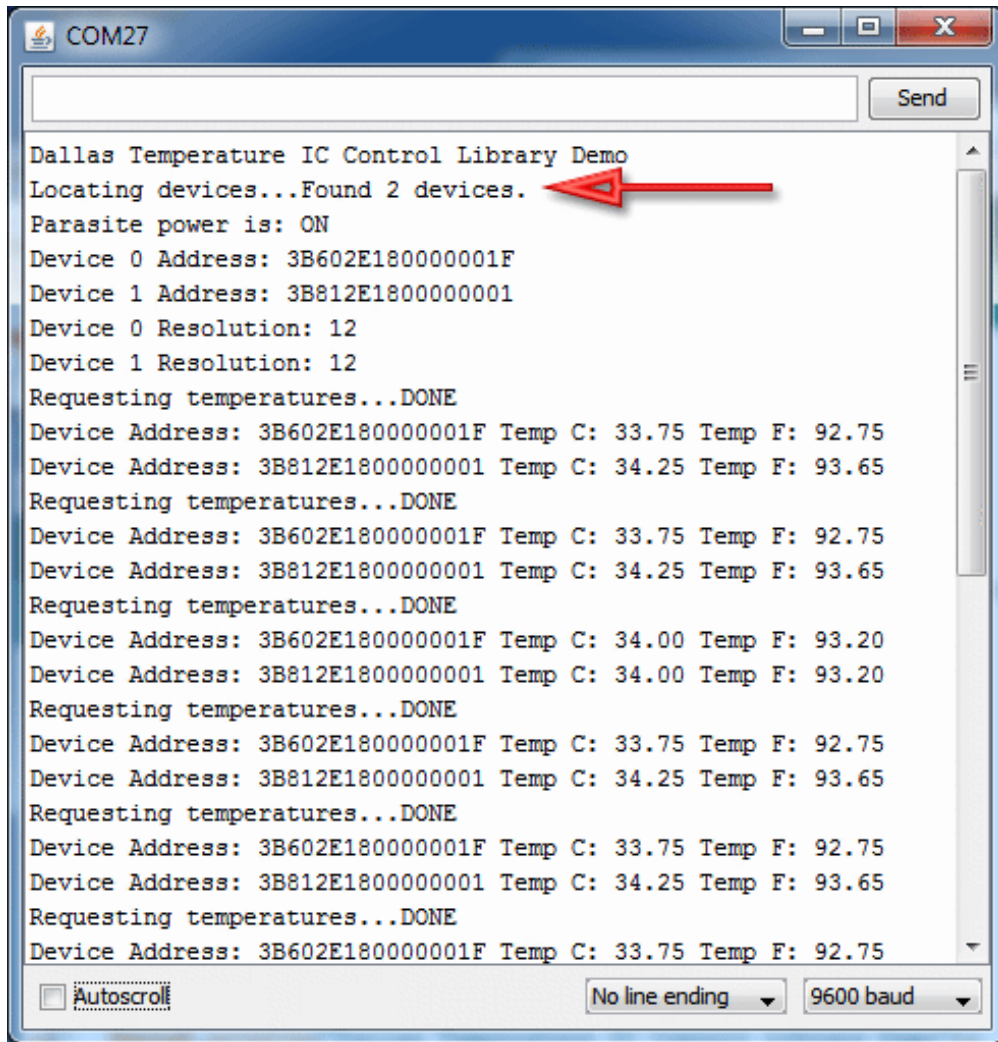 COM27
Send
Dallas Temperature IC Control Library Demo
Locating devices...Found 2 devices.
Parasite power is: ON
Device 0 Address: 3B602E180000001F
Device 1 Address: 3B812E1800000001
Device 0 Resolution: 12
Device 1 Resolution: 12
Requesting temperatures...DONE
Device Address: 3B602E180000001F Temp C: 33.75 Temp F: 92.75
Device Address: 3B812E1800000001 Temp C: 34.25 Temp F: 93.65
Requesting temperatures...DONE
Device Address: 3B602E180000001F Temp C: 33.75 Temp F: 92.75
Device Address: 3B812E1800000001 Temp C: 34.25 Temp F: 93.65
Requesting temperatures...DONE
Device Address: 3B602E180000001F Temp C: 34.00 Temp F: 93.20
Device Address: 3B812E1800000001 Temp C: 34.00 Temp F: 93.20
Requesting temperatures...DONE
Device Address: 3B602E180000001F Temp C: 33.75 Temp F: 92.75
Device Address: 3B812E1800000001 Temp C: 34.25 Temp F: 93.65
Requesting temperatures...DONE
Device Address: 3B602E180000001F Temp C: 33.75 Temp F: 92.75
Device Address: 3B812E1800000001 Temp C: 34.25 Temp F: 93.65
Requesting temperatures...DONE
Device Address: 3B602E180000001F Temp C: 33.75 Temp F: 92.75
Autoscroll No line ending 9600 baud